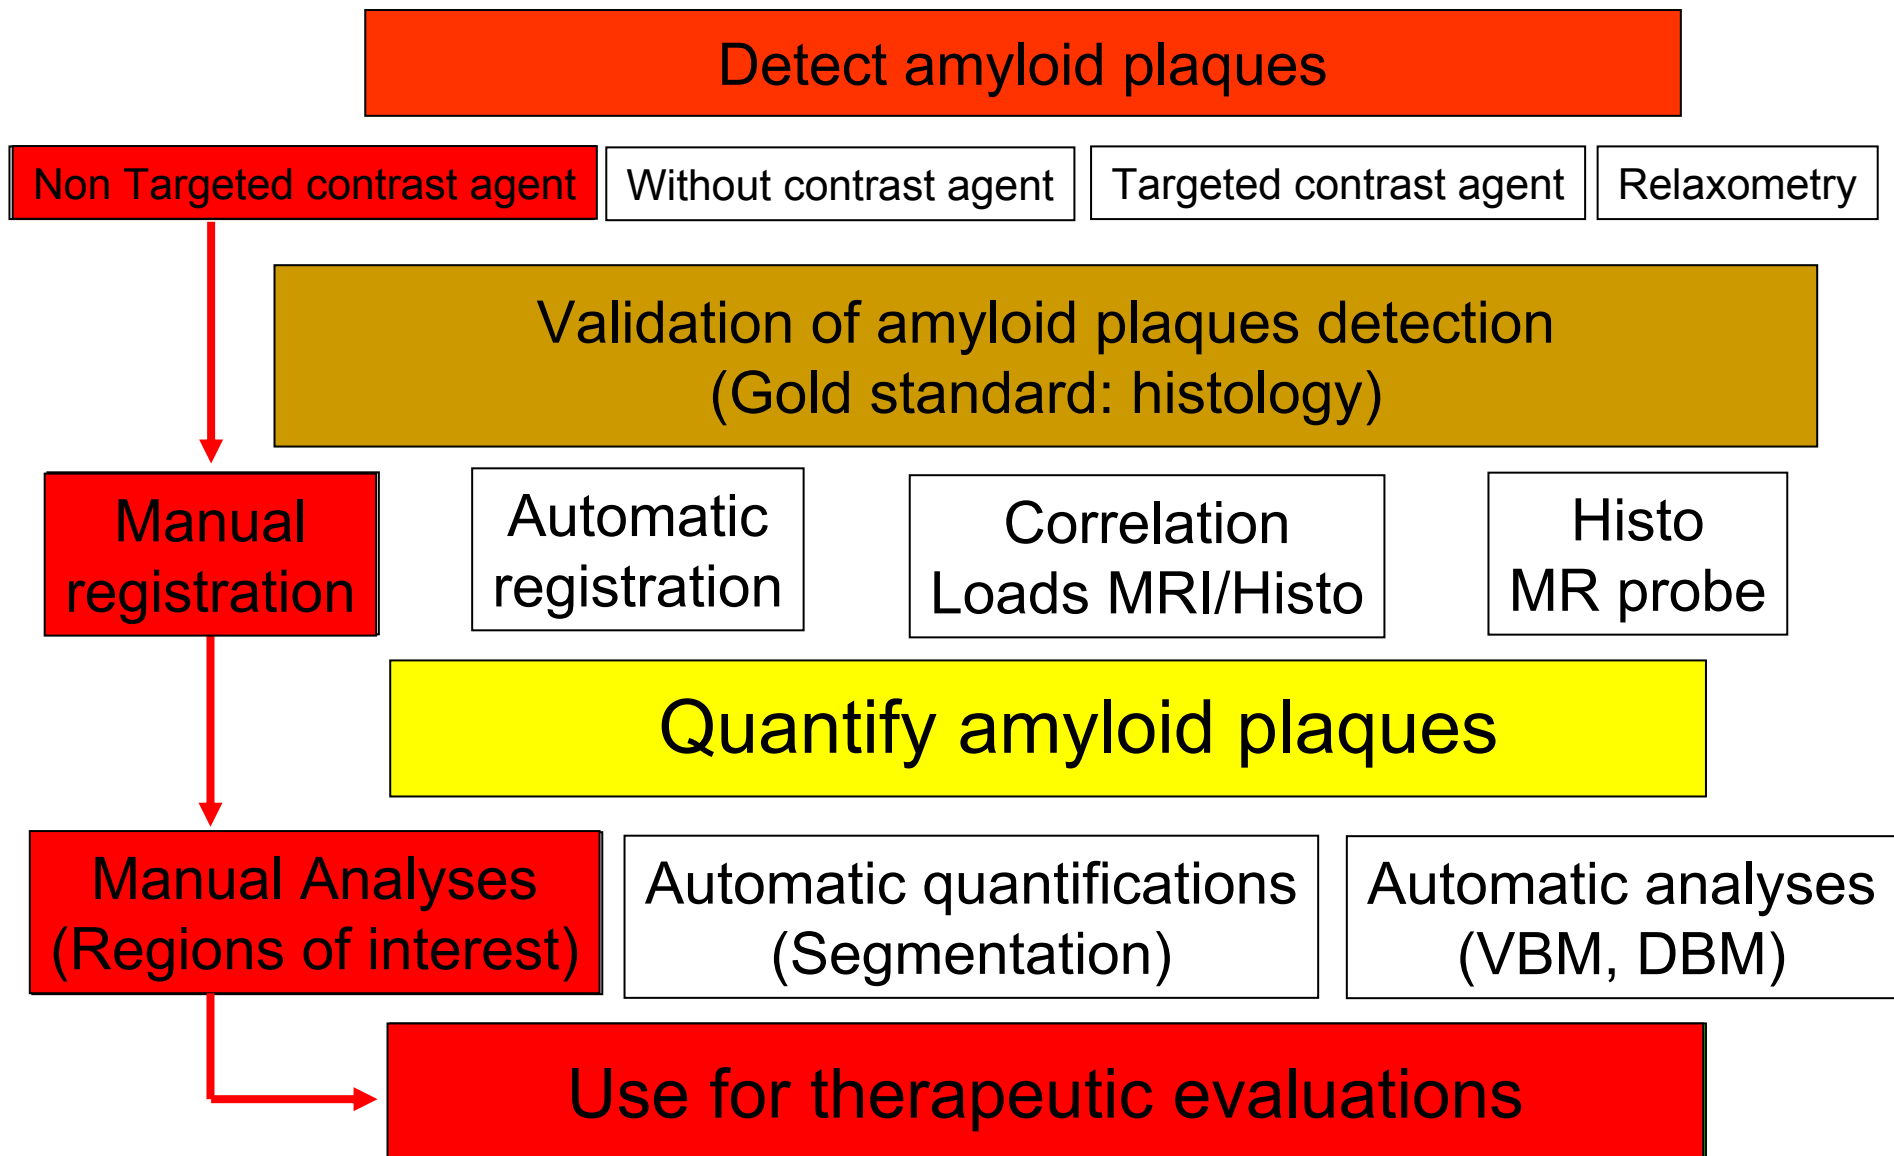 Detect amyloid plaques
Non Targeted contrast agent
Without contrast agent
Targeted contrast agent
Relaxometry
Validation of amyloid plaques detection
(Gold standard: histology)
Manual
registration
Automatic
registration
Correlation
Loads MRI/Histo
Histo
MR probe
Quantify amyloid plaques
Manual Analyses
(Regions of interest)
Automatic quantifications
(Segmentation)
Automatic analyses
(VBM, DBM)
Use for therapeutic evaluations